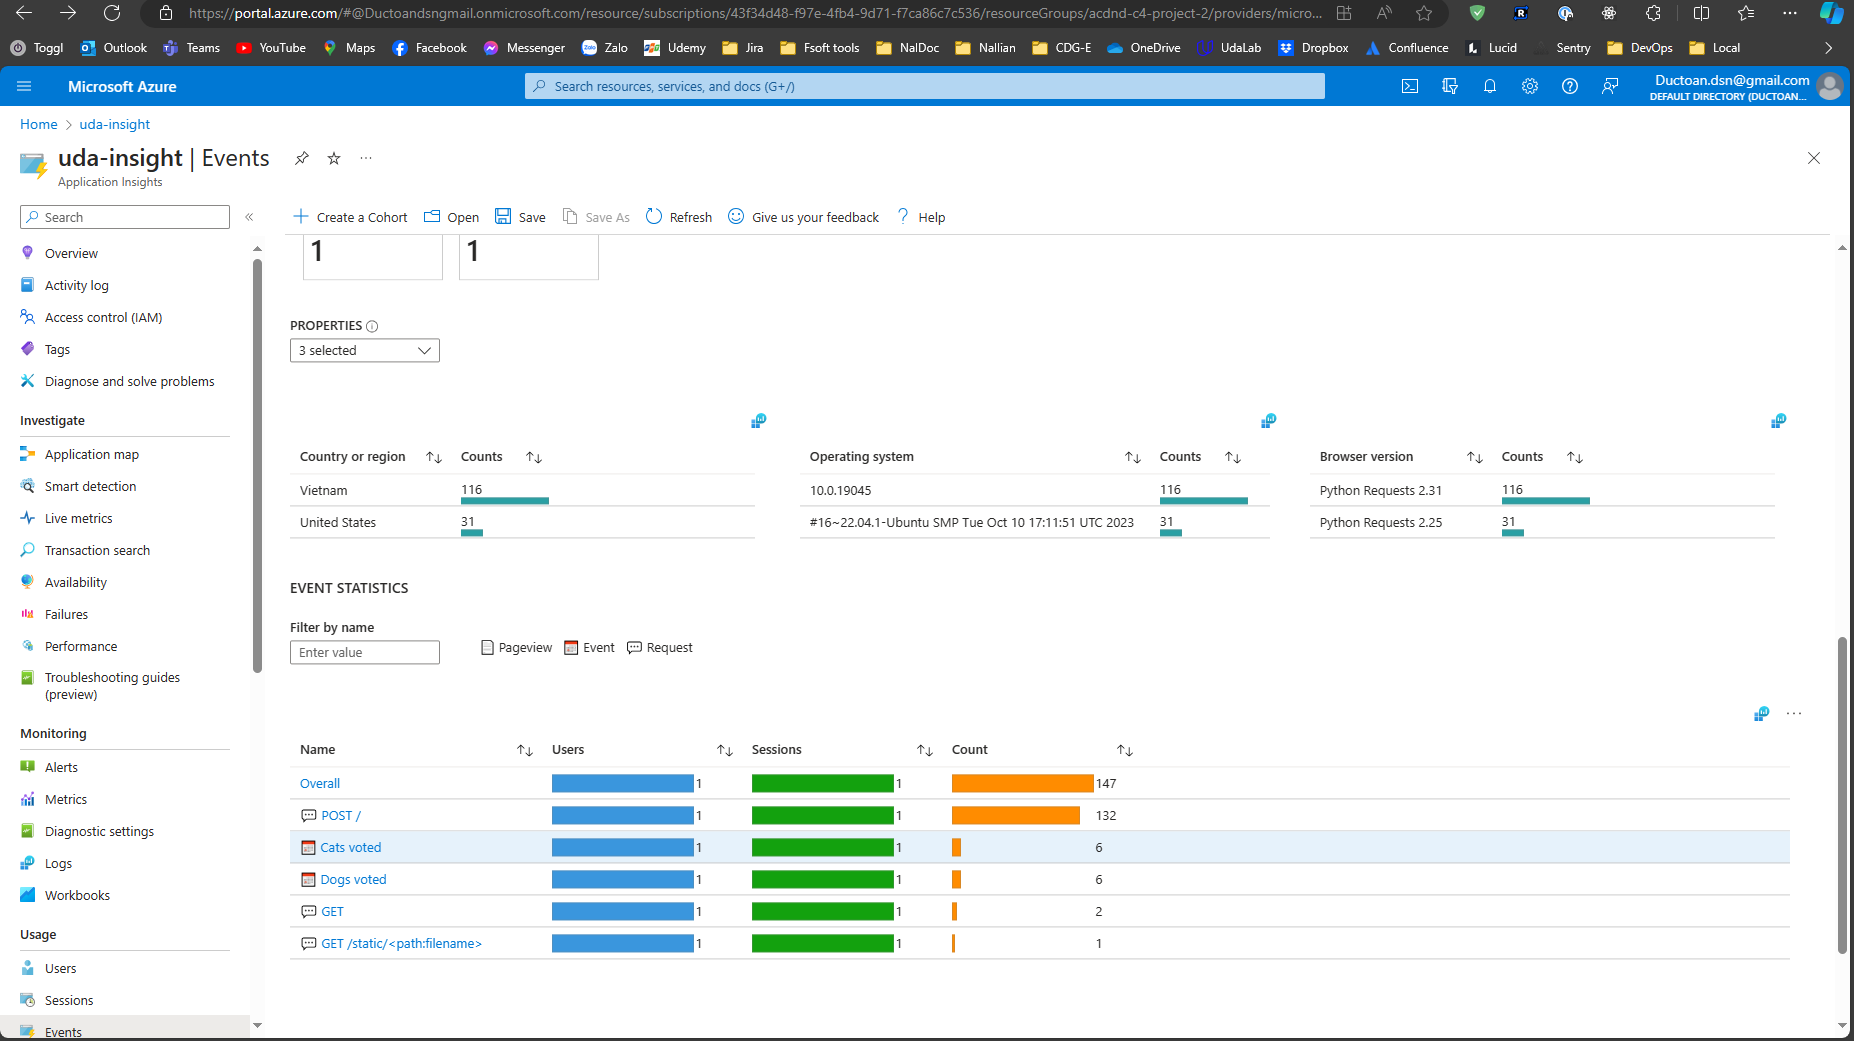 https://portal.azure.com/#@Ductoandsngmail.onmicrosoft.com/resource/subscriptions/43f34d48-f97e-4fb4-9d71-f7ca86c7c536/resourceGroups/acdnd-c4-project-2/providers/micro...
Toggl Outlook Teams YouTube Maps Facebook Messenger Zalo Udemy Jira Fsoft tools NalDoc Nallian CDG-E OneDrive UdaLab Dropbox Confluence Lucid Sentry DevOps Local
Microsoft Azure
Search resources, services, and docs (G+/)
Ductoan.dsn@gmail.com
DEFAULT DIRECTORY (DUCTOAN...
Home > uda-insight
uda-insight | Events
Application Insights
Search
Create a Cohort Open Save Save As Refresh Give us your feedback Help
Overview
Activity log
Access control (IAM)
Tags
Diagnose and solve problems
Investigate
Application map
Smart detection
Live metrics
Transaction search
Availability
Failures
Performance
Troubleshooting guides
(preview)
Monitoring
Alerts
Metrics
Diagnostic settings
Logs
Workbooks
Usage
Users
Sessions
Events
1 1
PROPERTIES
3 selected
Country or region Counts
Vietnam 116
United States 31
Operating system Counts
10.0.19045 116
#16~22.04.1-Ubuntu SMP Tue Oct 10 17:11:51 UTC 2023 31
Browser version Counts
Python Requests 2.31 116
Python Requests 2.25 31
EVENT STATISTICS
Filter by name
Enter value
Pageview Event Request
Name Users Sessions Count
Overall 1 1 147
POST / 1 1 132
Cats voted 1 1 6
Dogs voted 1 1 6
GET 1 1 2
GET /static/<path:filename> 1 1 1